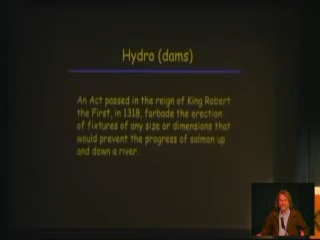 Hydro (dams)
An Act passed in the reign of King Robert
the First, in 1318, forbade the erection
of fixtures of any size or dimensions that
would prevent the progress of salmon up
and down a river.